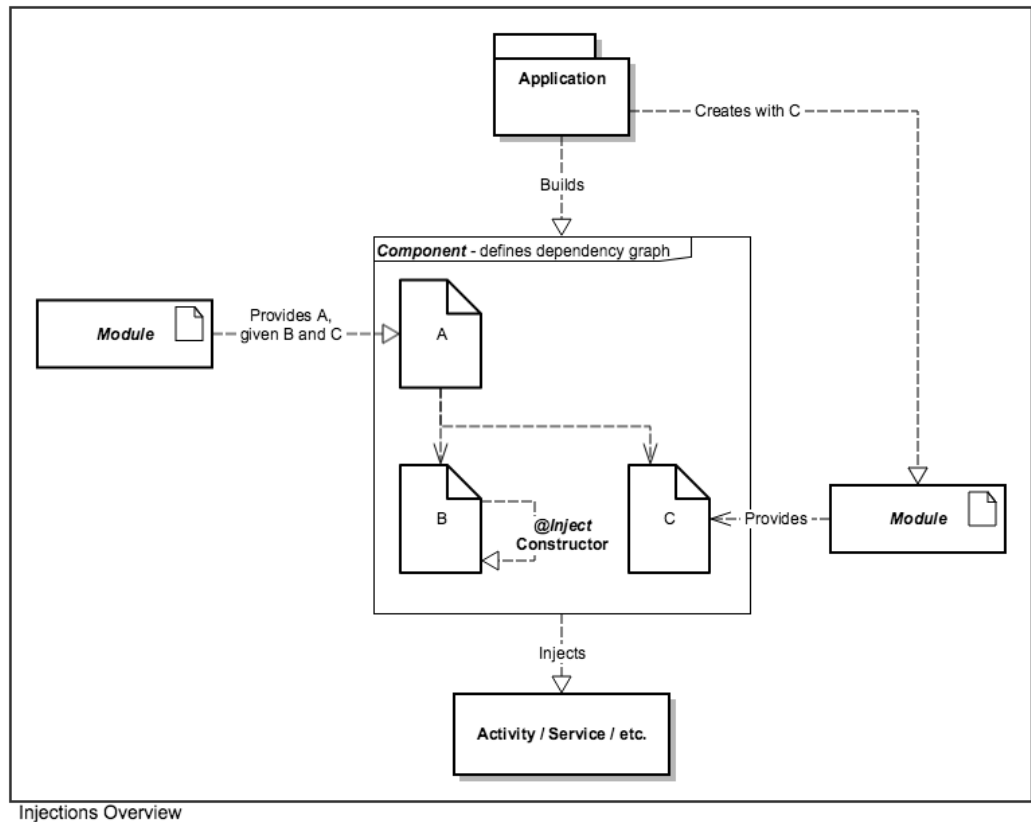 Application
Creates with C
Builds
Component - defines dependency graph
Provides A,
given B and C
Module
A
B
@Inject
Constructor
C
Provides
Module
Injects
Activity / Service / etc.
Injections Overview